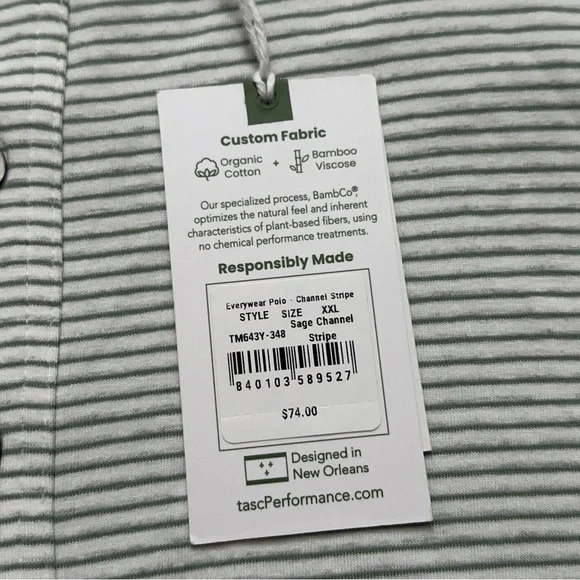 Custom Fabric
Organic Cotton + Bamboo Viscose
Our specialized process, BambCo®,
optimizes the natural feel and inherent
characteristics of plant-based fibers, using
no chemical performance treatments.
Responsibly Made
Everywear Polo - Channel Stripe
STYLE SIZE XXL
TM643Y-348 Sage Channel Stripe
840103 589527
$74.00
Designed in
New Orleans
tascPerformance.com